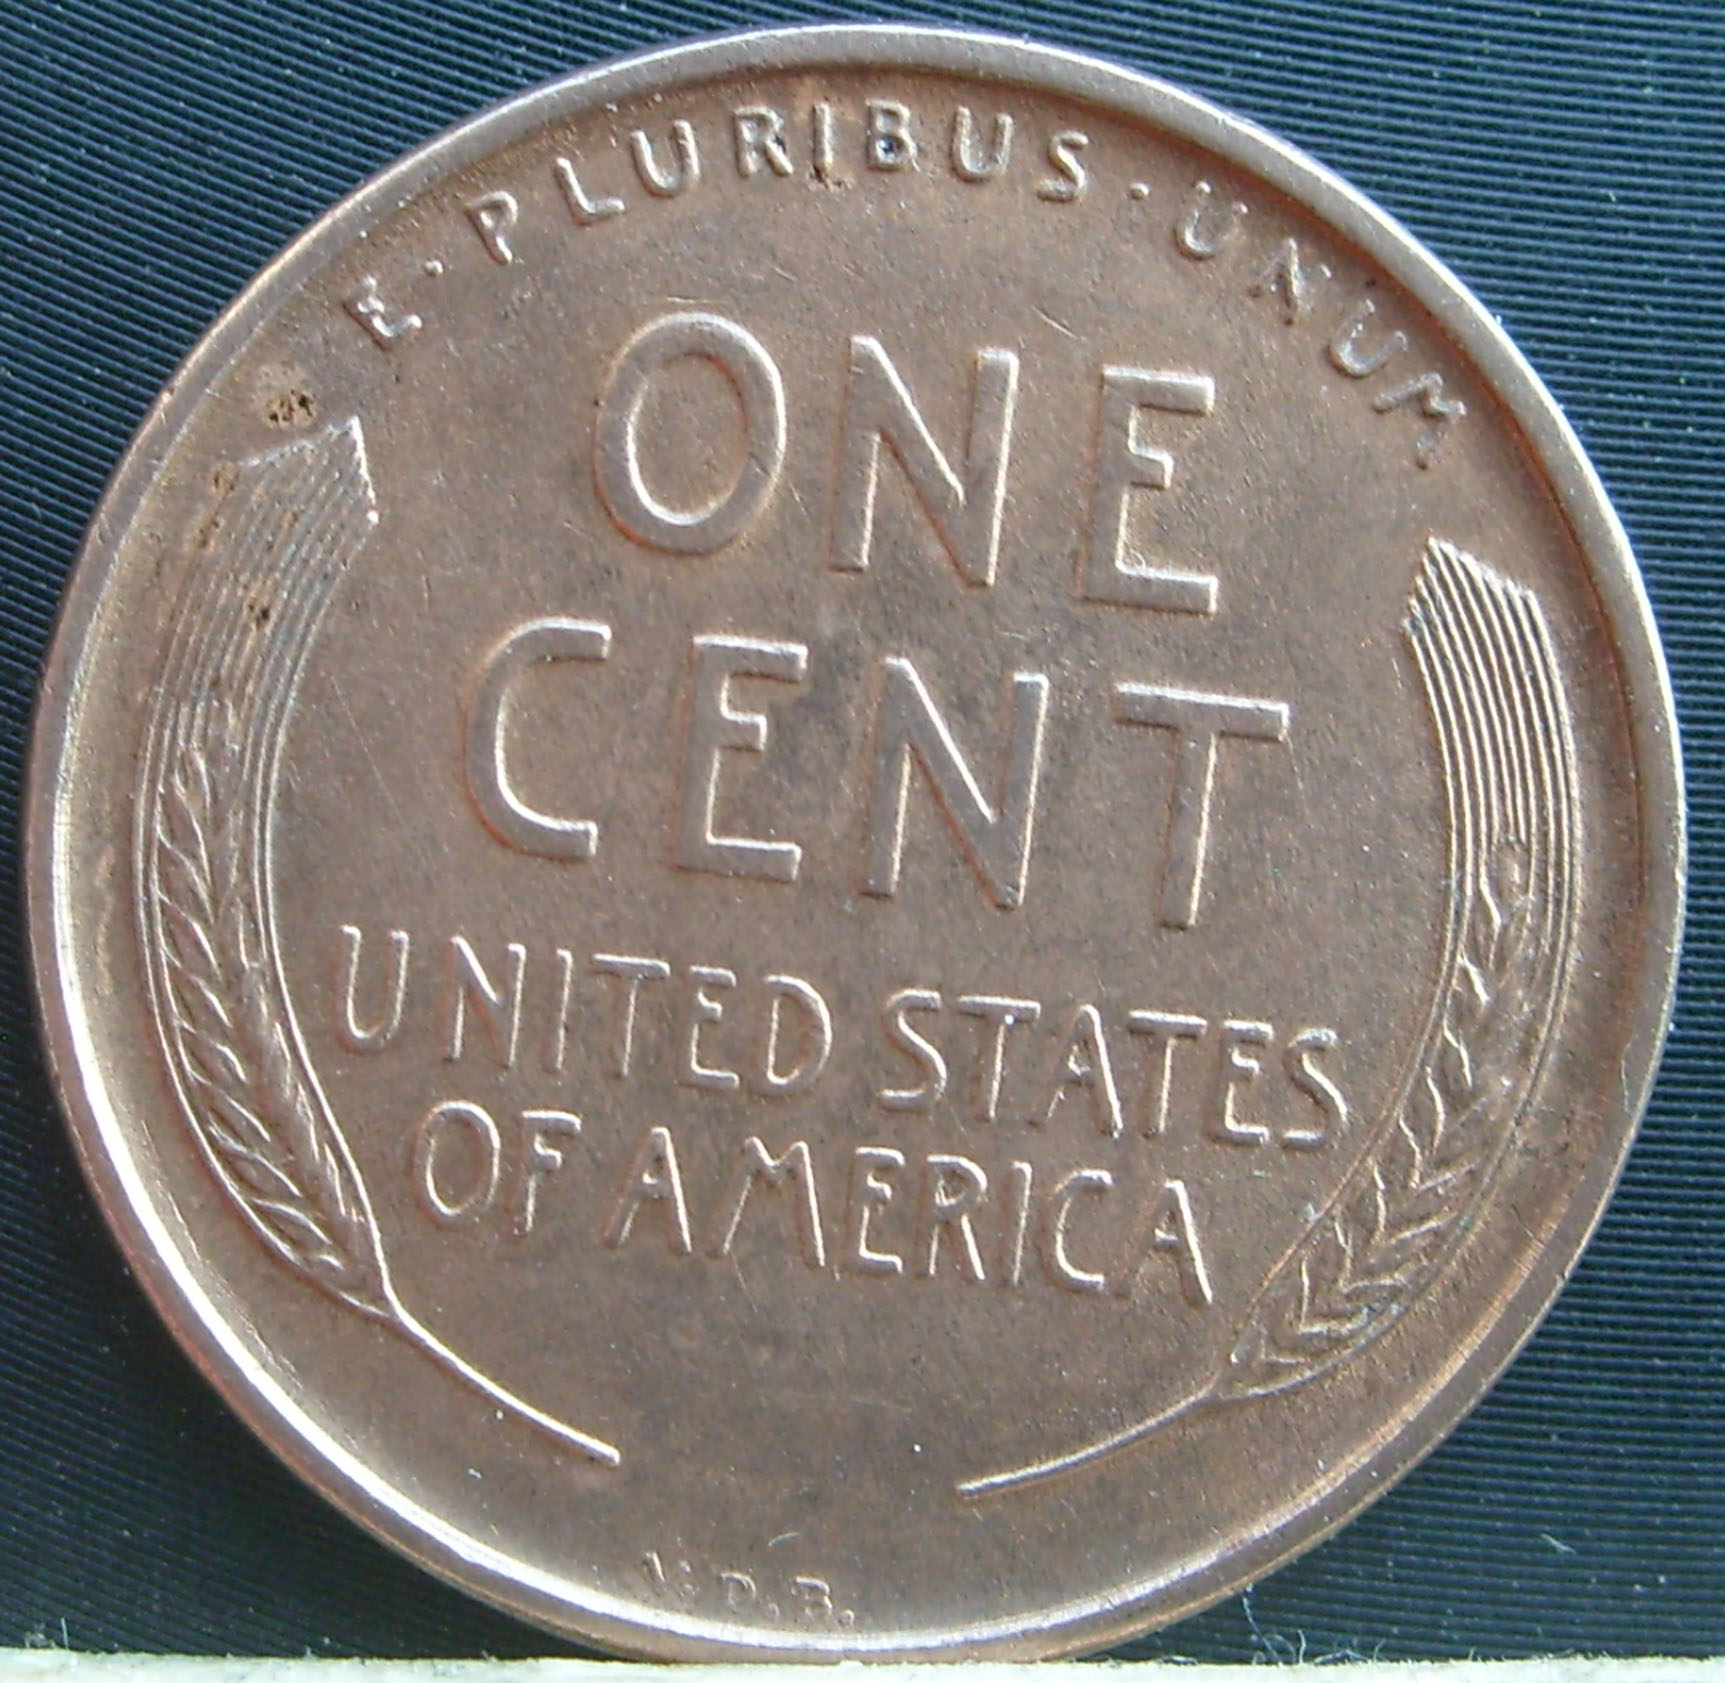 E · PLURIBUS · UNUM
ONE
CENT
UNITED STATES
OF AMERICA
V.D.B.